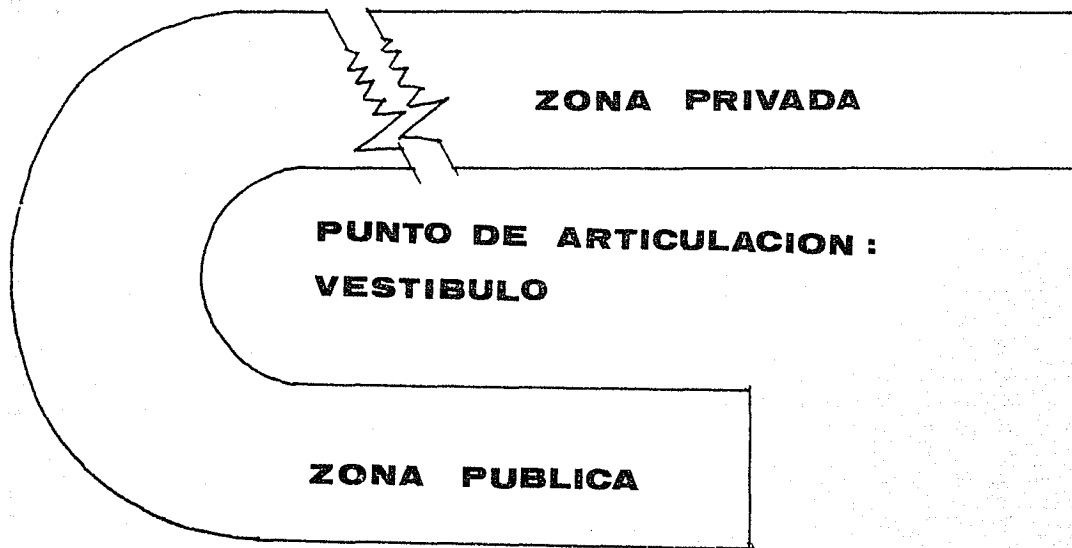 ZONA PRIVADA
PUNTO DE ARTICULACION :
VESTIBULO
ZONA PUBLICA